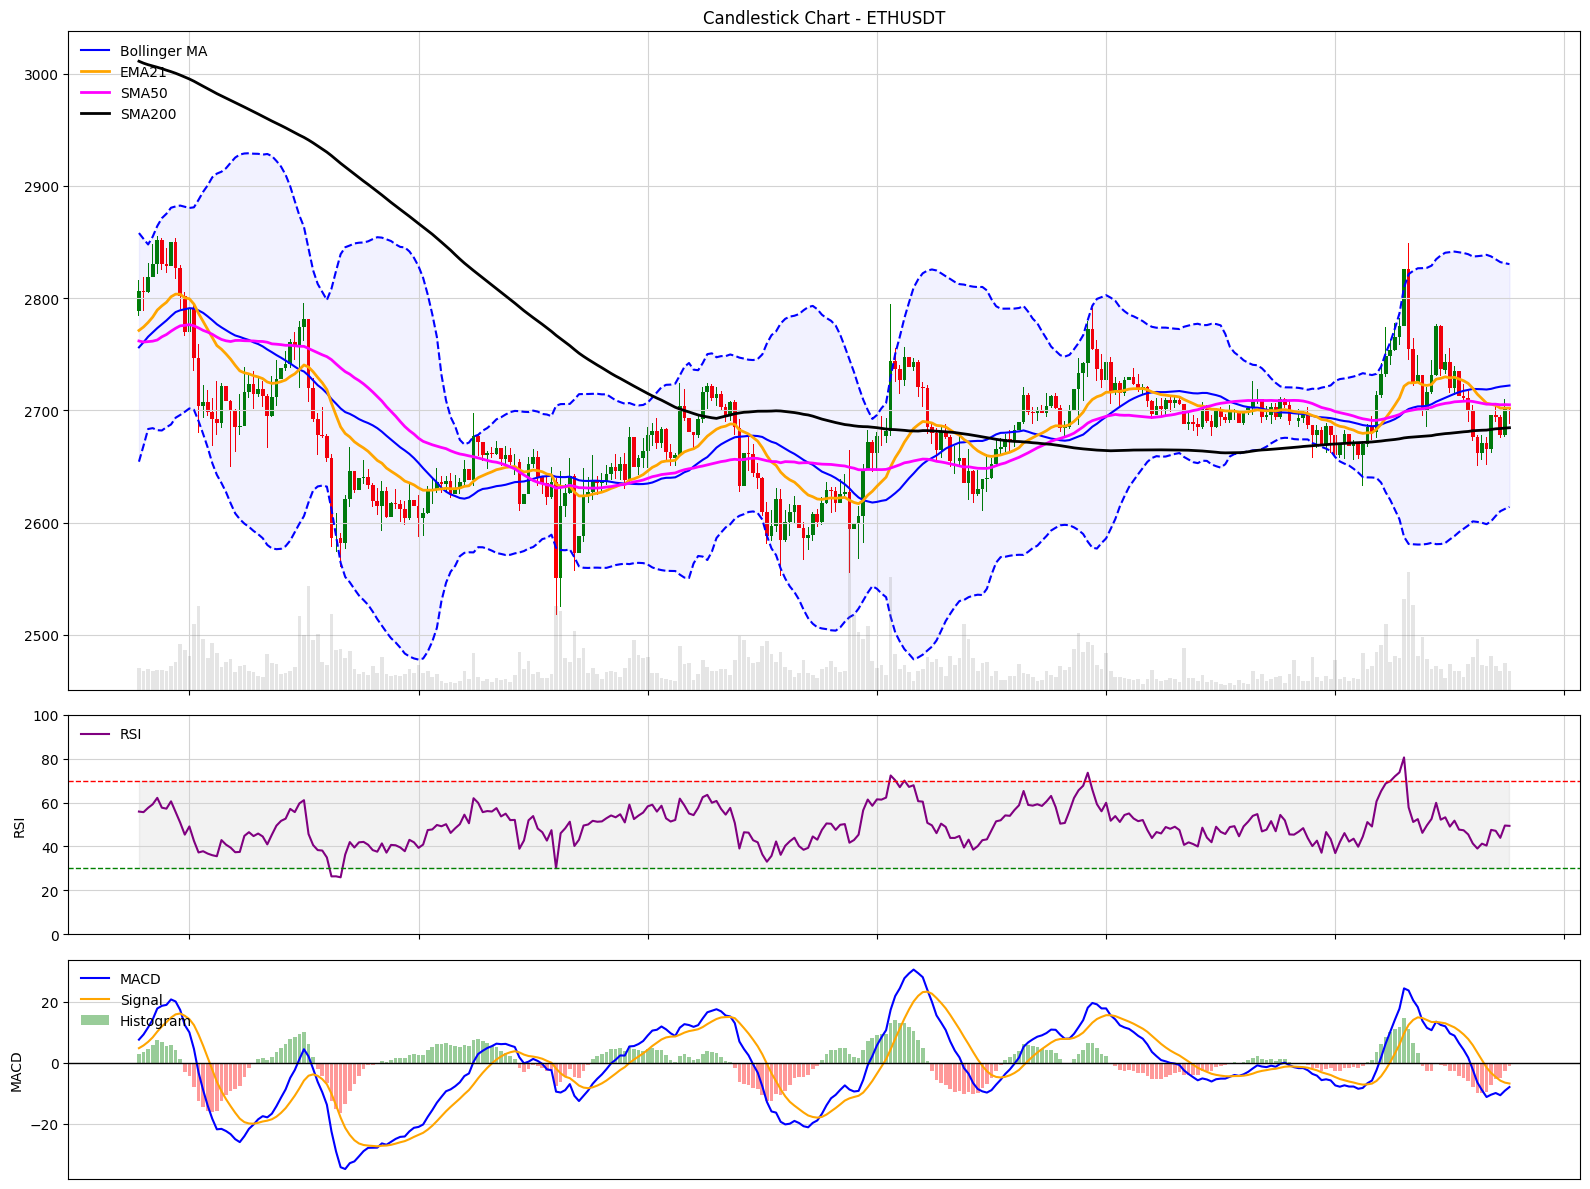 Candlestick Chart - ETHUSDT
Bollinger MA
EMA21
SMA50
SMA200
3000
2900
2800
2700
2600
2500
RSI
100
80
60
40
20
0
RSI
MACD
Signal
Histogram
20
0
−20
MACD